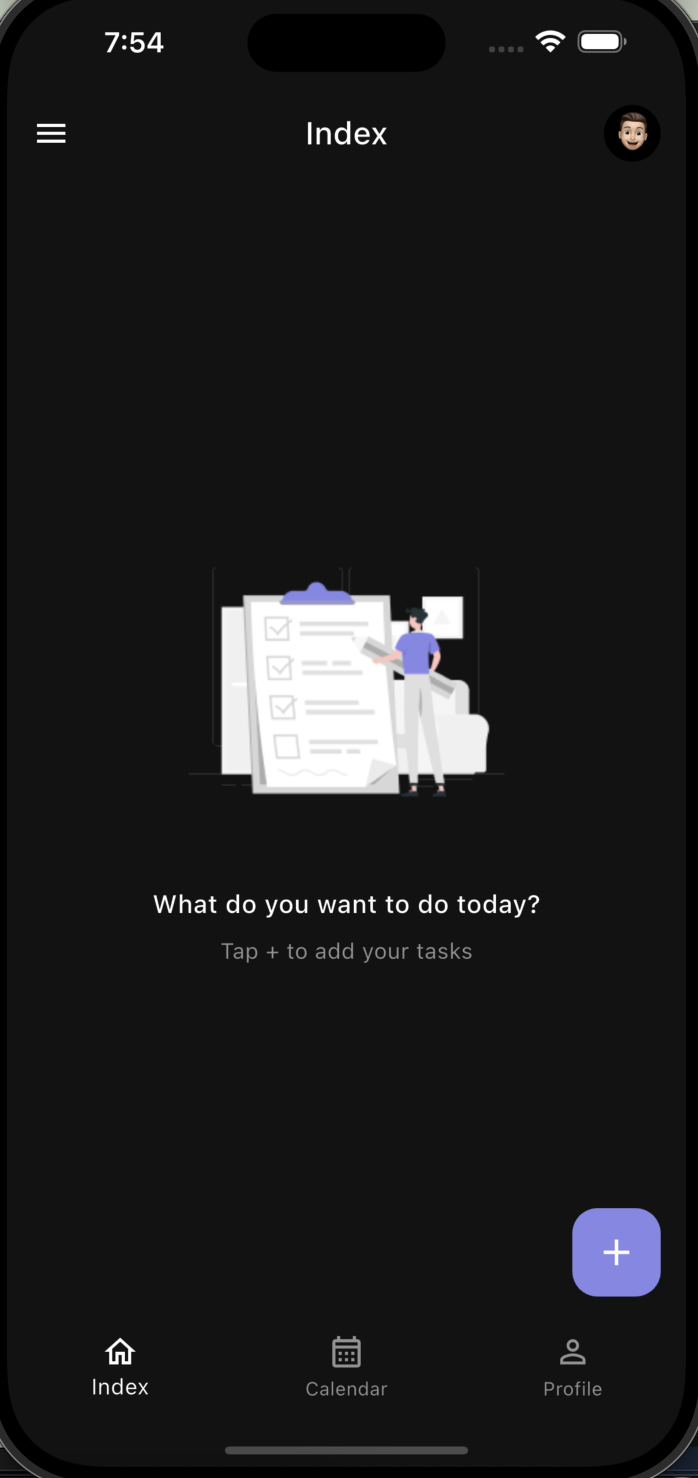 7:54
Index
What do you want to do today?
Tap + to add your tasks
+
Index
Calendar
Profile